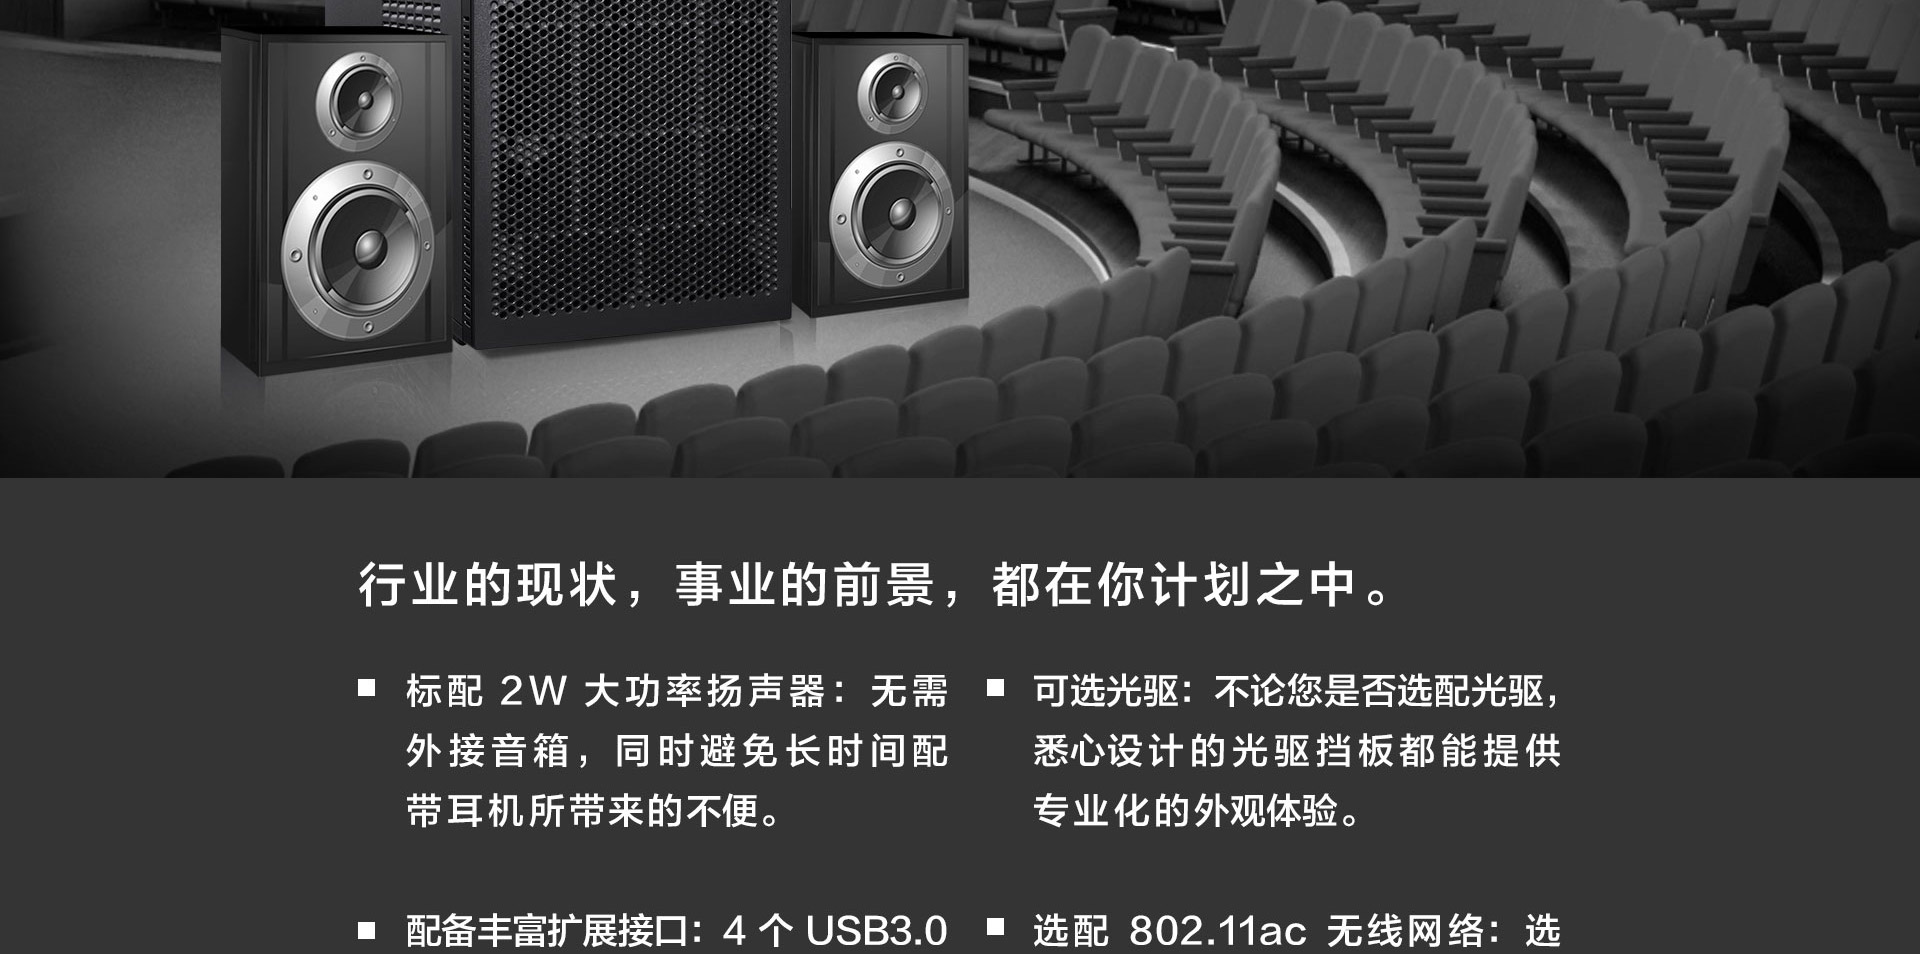 行业的现状，事业的前景，都在你计划之中。
标配 2W 大功率扬声器：无需
外接音箱，同时避免长时间配
带耳机所带来的不便。
可选光驱：不论您是否选配光驱，
悉心设计的光驱挡板都能提供
专业化的外观体验。
配备丰富扩展接口：4 个 USB3.0
选配 802.11ac 无线网络：选